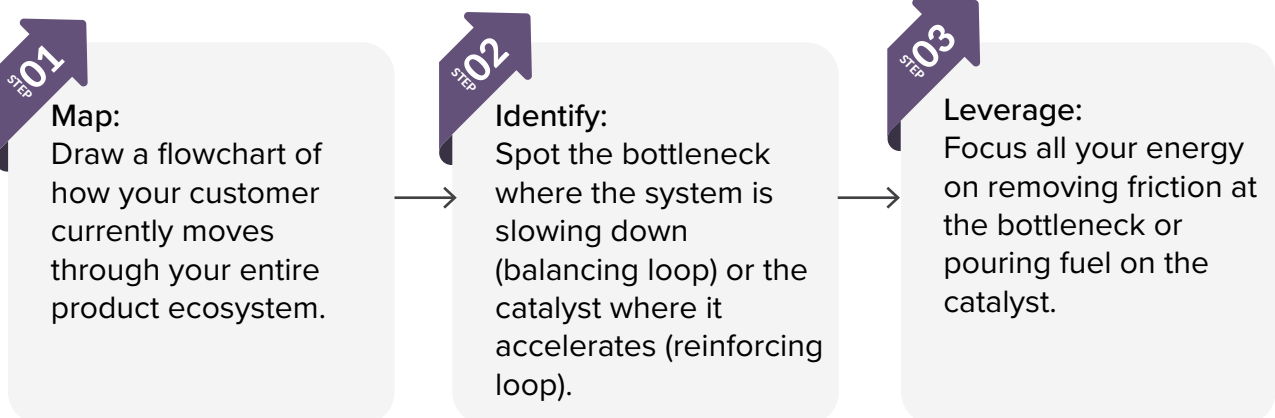 STEP 01
Map:
Draw a flowchart of
how your customer
currently moves
through your entire
product ecosystem.
STEP 02
Identify:
Spot the bottleneck
where the system is
slowing down
(balancing loop) or the
catalyst where it
accelerates (reinforcing
loop).
STEP 03
Leverage:
Focus all your energy
on removing friction at
the bottleneck or
pouring fuel on the
catalyst.